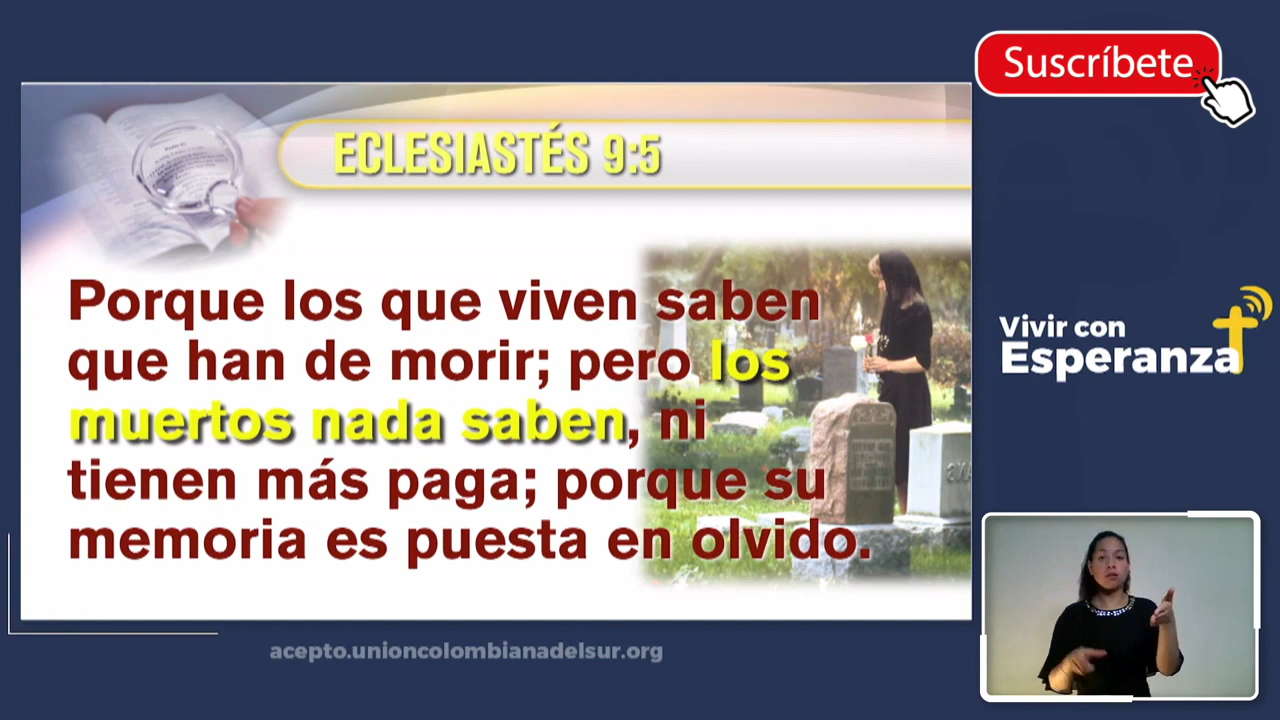 Suscríbete
ECLESIASTÉS 9:5
Porque los que viven saben
que han de morir; pero los
muertos nada saben, ni
tienen más paga; porque su
memoria es puesta en olvido.
Vivir con
Esperanza
acepto.unioncolombianadelsur.org